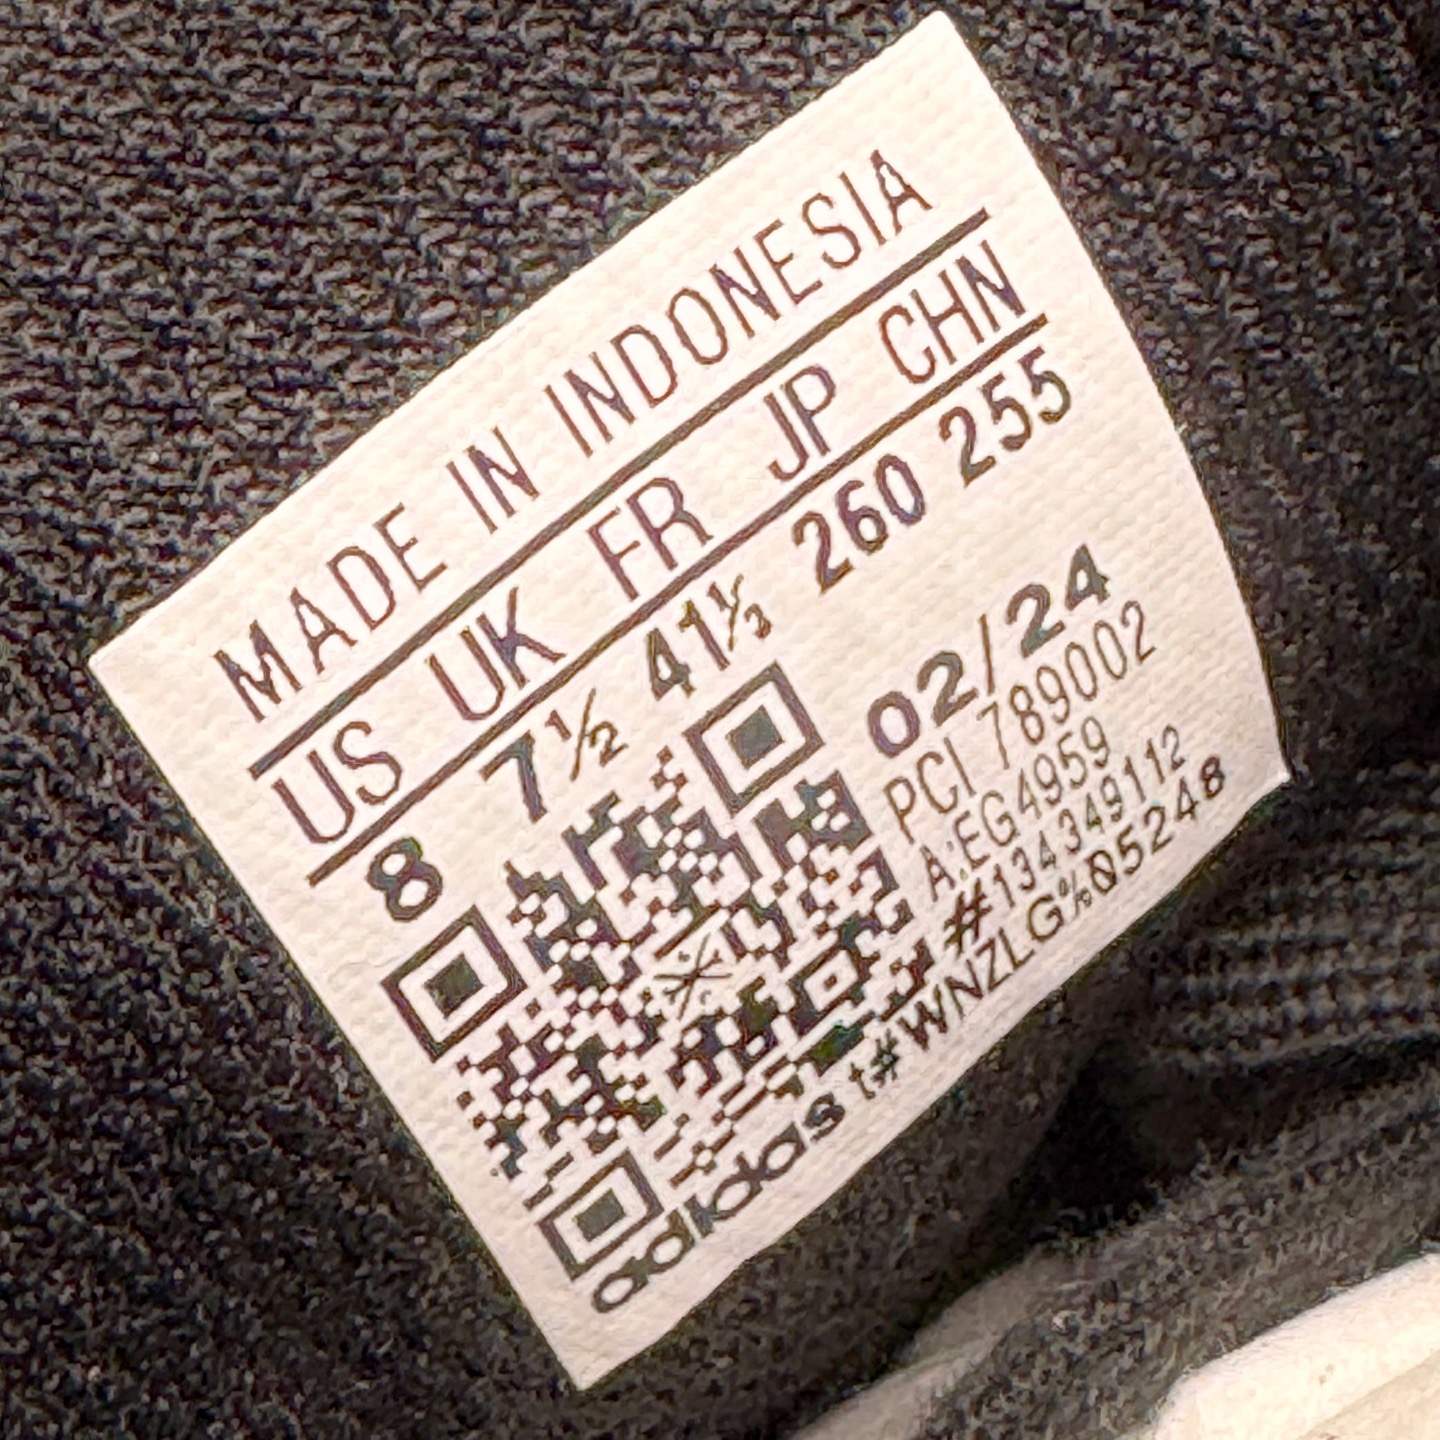 MADE IN INDONESIA
US UK FR JP CHN
8 7½ 41⅓ 260 255
02/24
PCI 789002
A:EG4959
#134349112
adidas t#WNZLG%05248